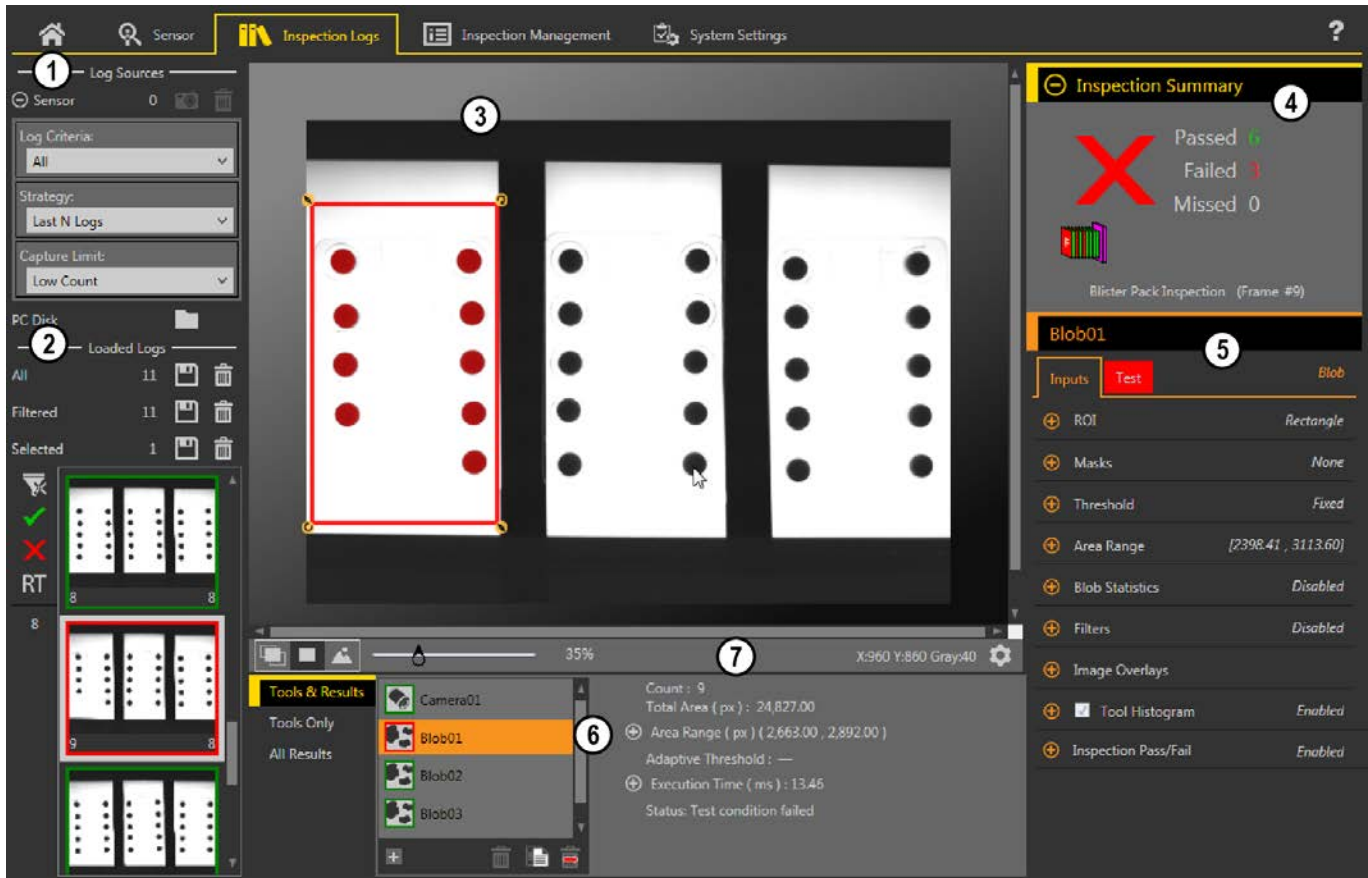 Sensor
Inspection Logs
Inspection Management
System Settings
?
1
Log Sources
Sensor 0
Log Criteria:
All
Strategy:
Last N Logs
Capture Limit:
Low Count
PC Disk
2
Loaded Logs
All 11
Filtered 11
Selected 1
RT
8
8 8
9 8
3
35%
7
X:960 Y:860 Gray:40
Tools & Results
Tools Only
All Results
Camera01
Blob01
Blob02
Blob03
6
Count : 9
Total Area ( px ) : 24,827.00
Area Range ( px ) ( 2,663.00 , 2,892.00 )
Adaptive Threshold : —
Execution Time ( ms ) : 13.46
Status: Test condition failed
Inspection Summary
4
Passed 6
Failed 3
Missed 0
Blister Pack Inspection (Frame #9)
Blob01
5
Inputs
Test
Blob
ROI Rectangle
Masks None
Threshold Fixed
Area Range [2398.41 , 3113.60]
Blob Statistics Disabled
Filters Disabled
Image Overlays
Tool Histogram Enabled
Inspection Pass/Fail Enabled